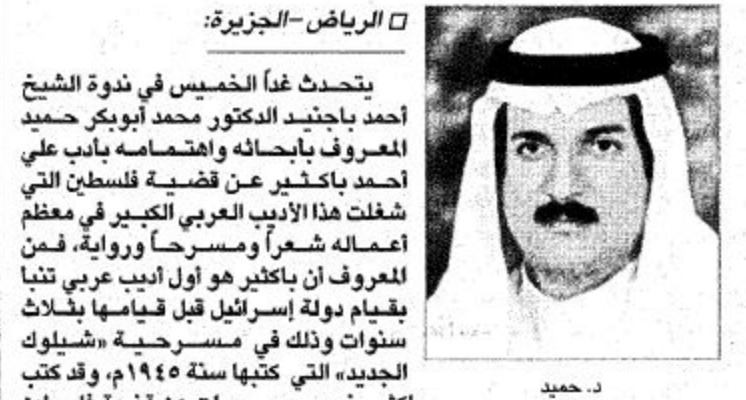 الرياض-الجزيرة:
يتحدث غداً الخميس في ندوة الشيخ
أحمد باجنيد الدكتور محمد أبوبكر حميد
المعروف بأبحاثه واهتمامه بأدب علي
أحمد باكثير عن قضية فلسطين التي
شغلت هذا الأديب العربي الكبير في معظم
أعماله شعراً ومسرحاً ورواية، فمن
المعروف أن باكثير هو أول أديب عربي تنبا
بقيام دولة إسرائيل قبل قيامها بثلاث
سنوات وذلك في مسرحية «شيلوك
الجديد» التي كتبها سنة ١٩٤٥م، وقد كتب
د. حميد